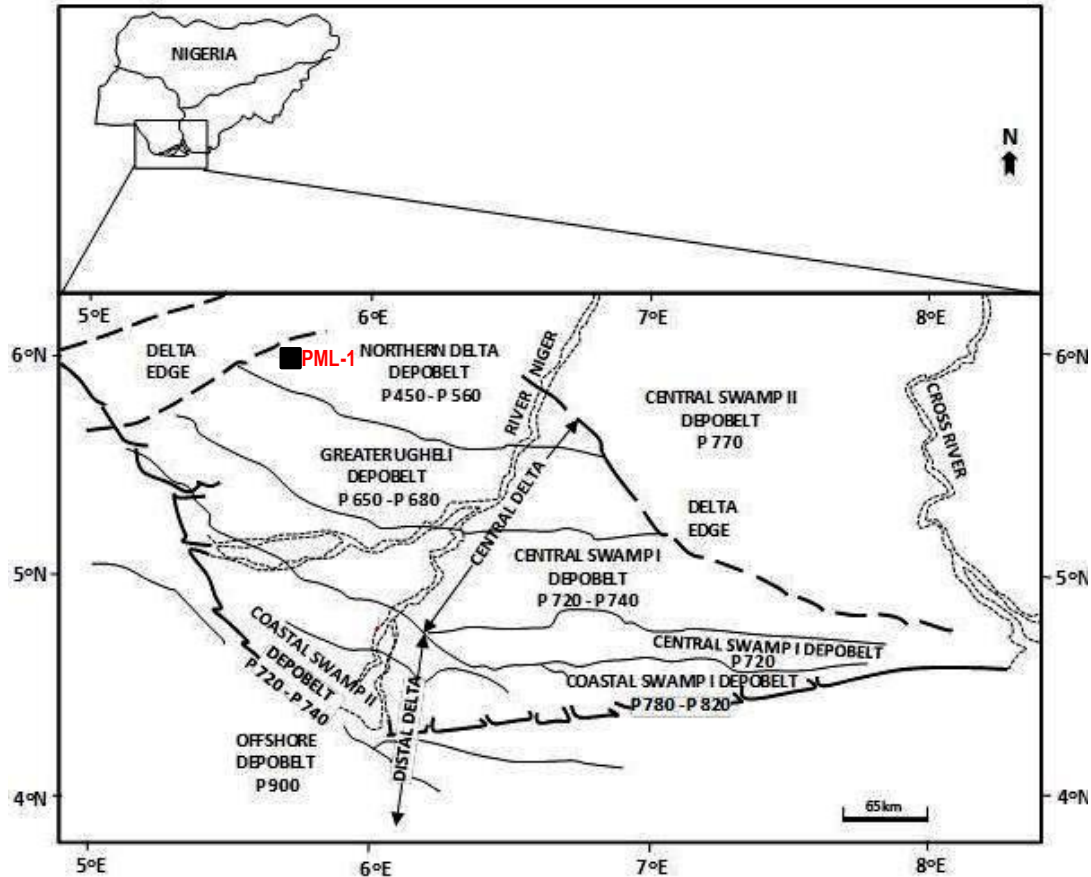 NIGERIA
N
5°E
6°E
7°E
8°E
6°N
6°N
DELTA
EDGE
PML-1
NORTHERN DELTA
DEPOBELT
P450 - P 560
RIVER NIGER
CENTRAL SWAMP II
DEPOBELT
P 770
CROSS RIVER
GREATER UGHELI
DEPOBELT
P 650 - P 680
CENTRAL DELTA
DELTA
EDGE
5°N
5°N
CENTRAL SWAMP I
DEPOBELT
P 720 - P 740
COASTAL SWAMP II
DEPOBELT
P 720 - P 740
CENTRAL SWAMP I DEPOBELT
P 720
COASTAL SWAMP I DEPOBELT
P 780 - P 820
OFFSHORE
DEPOBELT
P 900
DISTAL DELTA
4°N
4°N
65km
5°E
6°E
7°E
8°E